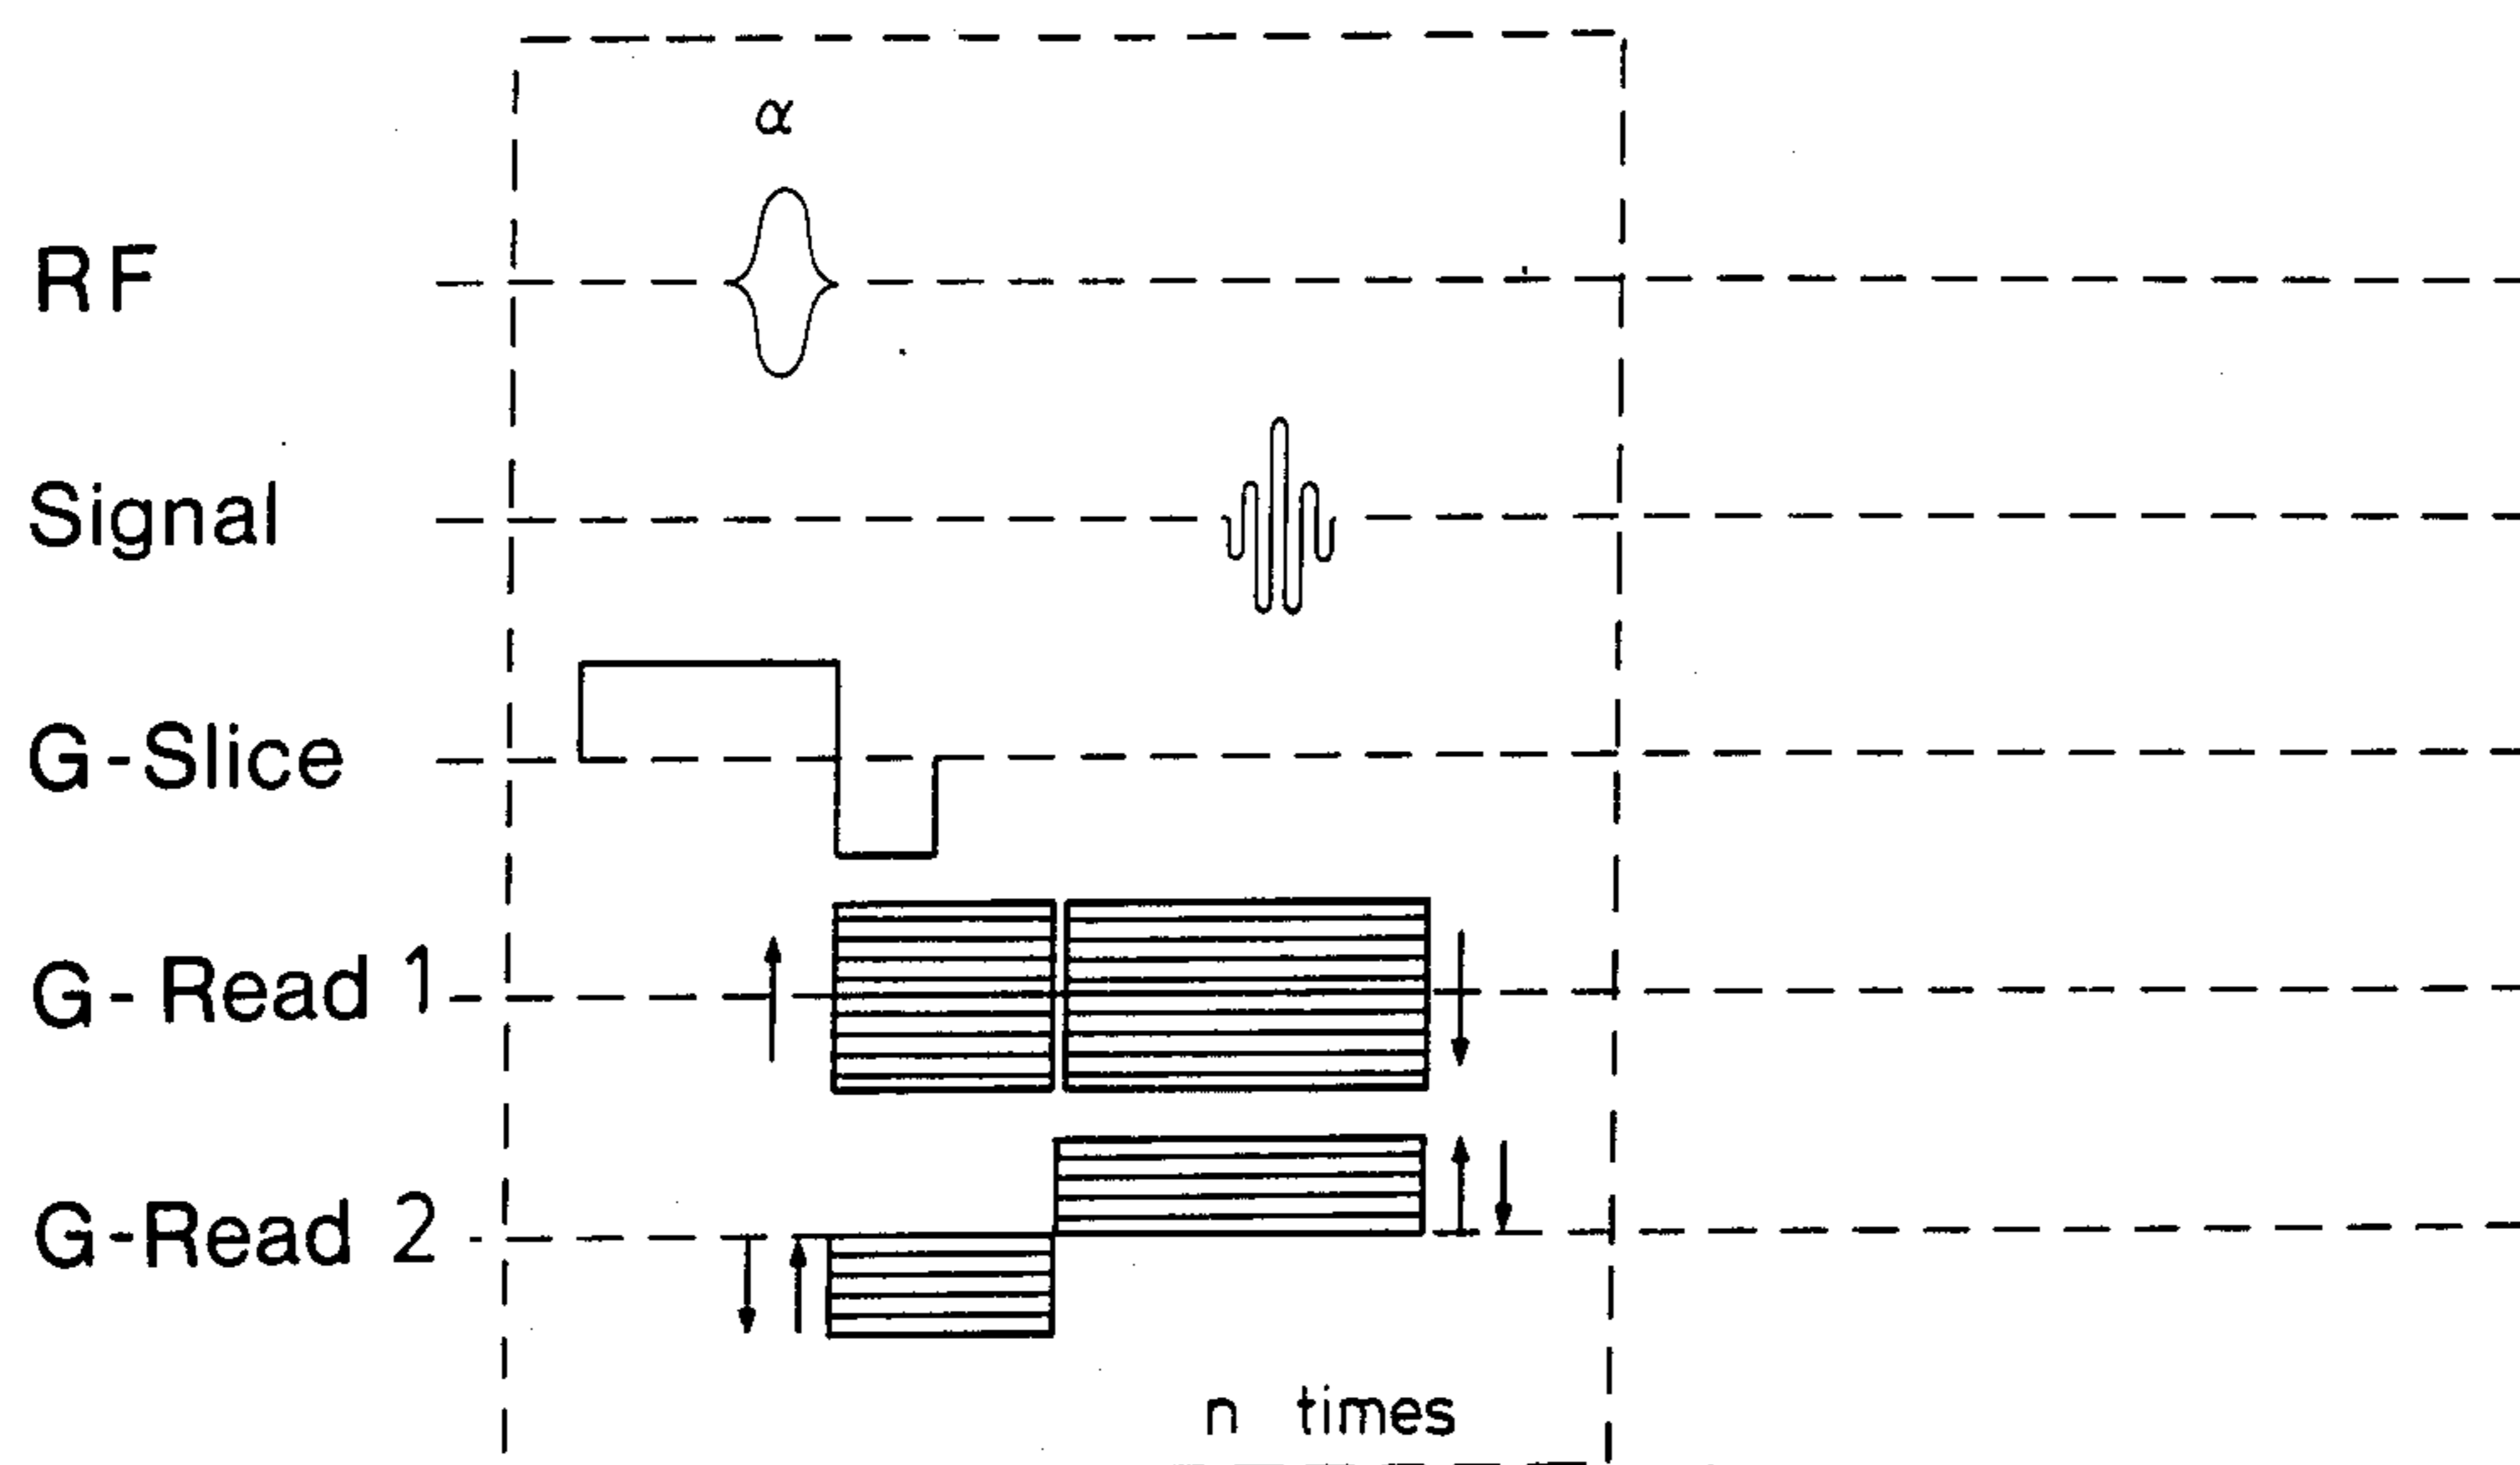 α
RF
Signal
G-Slice
G-Read 1
G-Read 2
n times